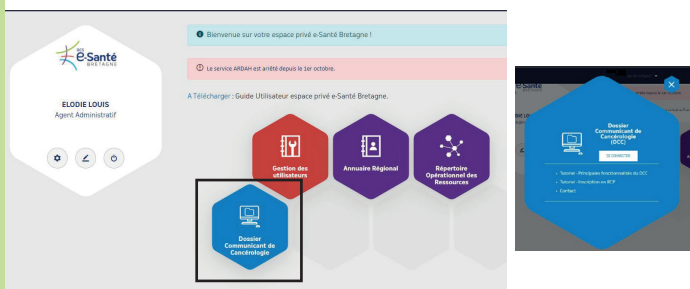 GCS
e-Santé
BRETAGNE
ELODIE LOUIS
Agent Administratif
Bienvenue sur votre espace privé e-Santé Bretagne !
Le service ARDAH est arrêté depuis le 1er octobre.
A Télécharger : Guide Utilisateur espace privé e-Santé Bretagne.
Gestion des
utilisateurs
Annuaire Régional
Répertoire
Opérationnel des
Ressources
Dossier
Communicant de
Cancérologie
e-Santé
Dossier
Communicant de
Cancérologie
(DCC)
SE CONNECTER
Tutoriel - Principales fonctionnalités du DCC
Tutoriel - Inscription en RCP
Contact